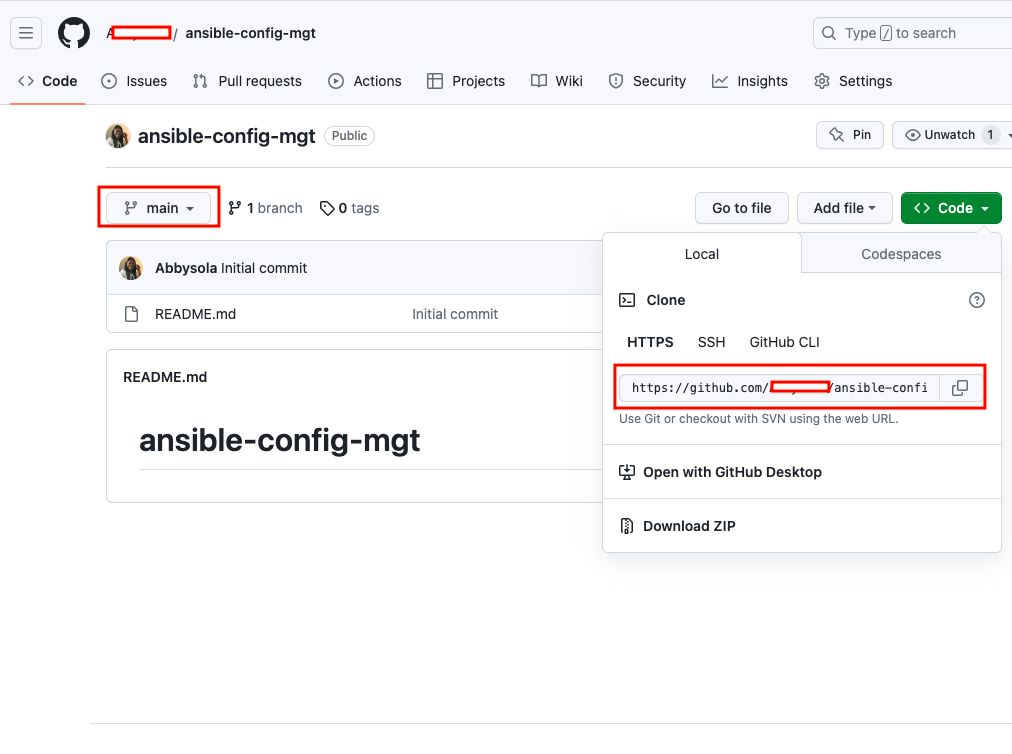 / ansible-config-mgt
Type / to search
Code Issues Pull requests Actions Projects Wiki Security Insights Settings
ansible-config-mgt Public
Pin Unwatch 1
main 1 branch 0 tags
Go to file Add file Code
Local Codespaces
Abbysola Initial commit
README.md Initial commit
README.md
ansible-config-mgt
Clone
HTTPS SSH GitHub CLI
https://github.com/ /ansible-confi
Use Git or checkout with SVN using the web URL.
Open with GitHub Desktop
Download ZIP